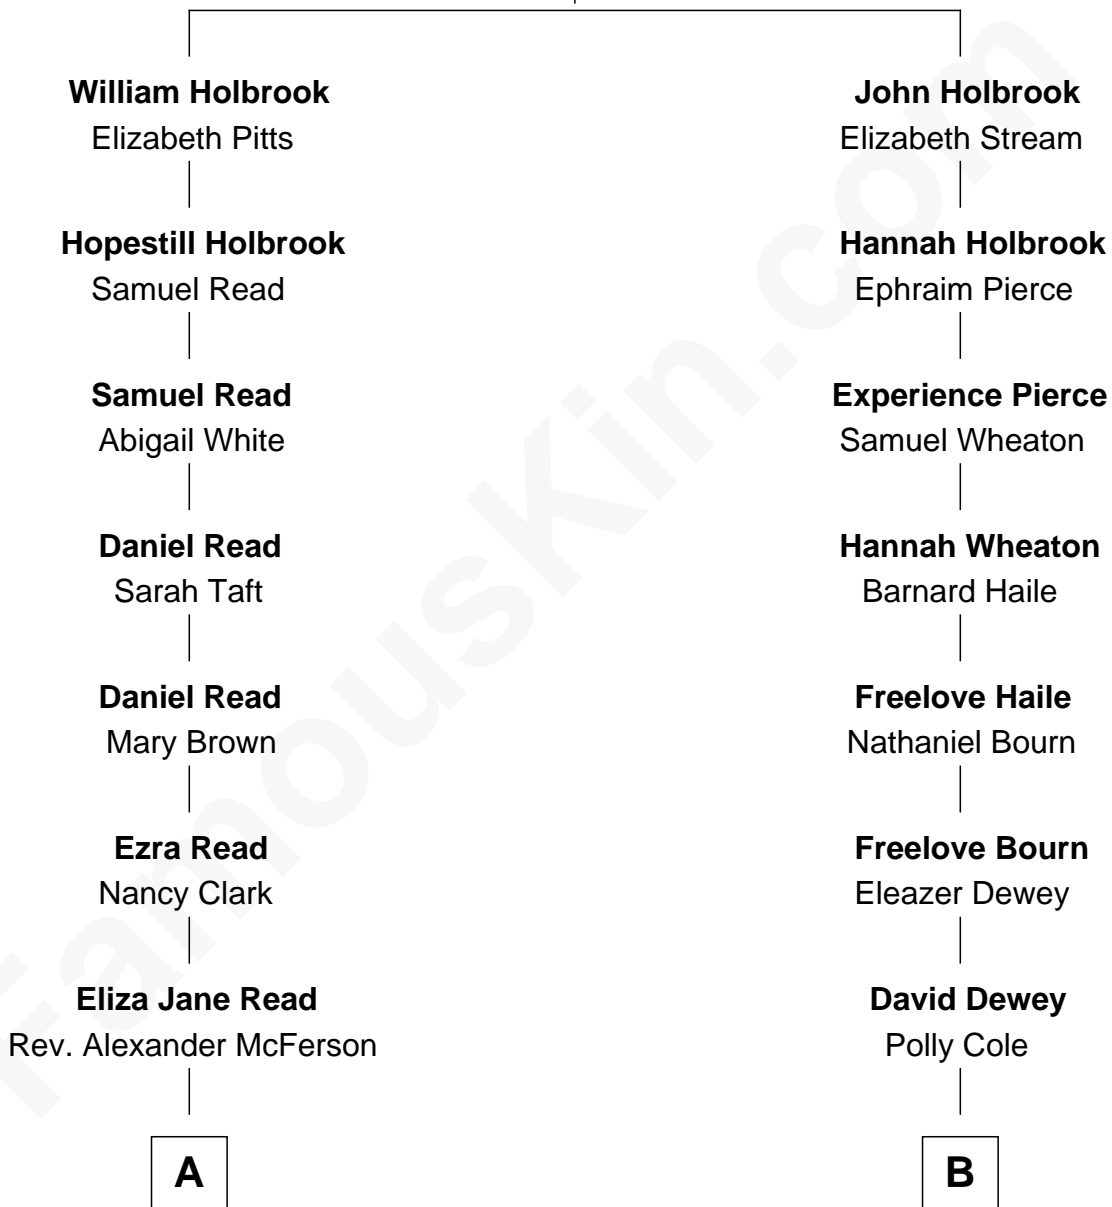 William Holbrook
Elizabeth Pitts
Hopestill Holbrook
Samuel Read
Samuel Read
Abigail White
Daniel Read
Sarah Taft
Daniel Read
Mary Brown
Ezra Read
Nancy Clark
Eliza Jane Read
Rev. Alexander McFerson
A
John Holbrook
Elizabeth Stream
Hannah Holbrook
Ephraim Pierce
Experience Pierce
Samuel Wheaton
Hannah Wheaton
Barnard Haile
Freelove Haile
Nathaniel Bourn
Freelove Bourn
Eleazer Dewey
David Dewey
Polly Cole
B
FamousKin.com